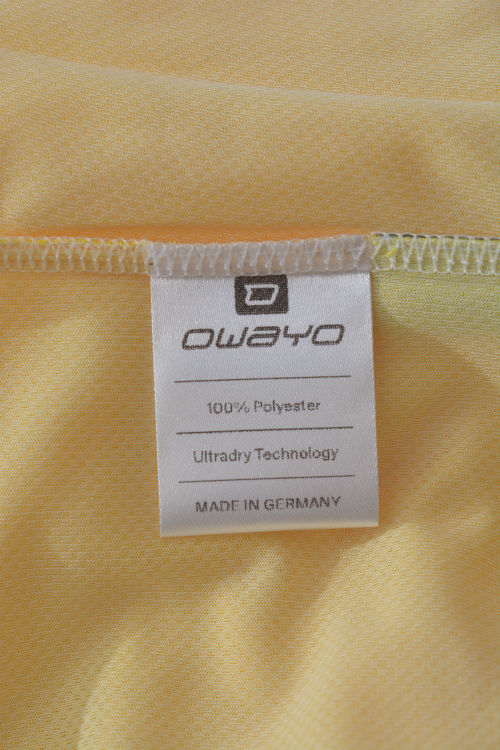 owayo
100% Polyester
Ultradry Technology
MADE IN GERMANY